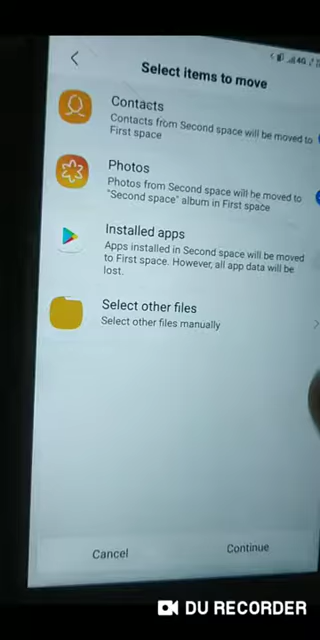 4G
Select items to move
Contacts
Contacts from Second space will be moved to
First space
Photos
Photos from Second space will be moved to
"Second space" album in First space
Installed apps
Apps installed in Second space will be moved
to First space. However, all app data will be
lost.
Select other files
Select other files manually
Cancel
Continue
DU RECORDER